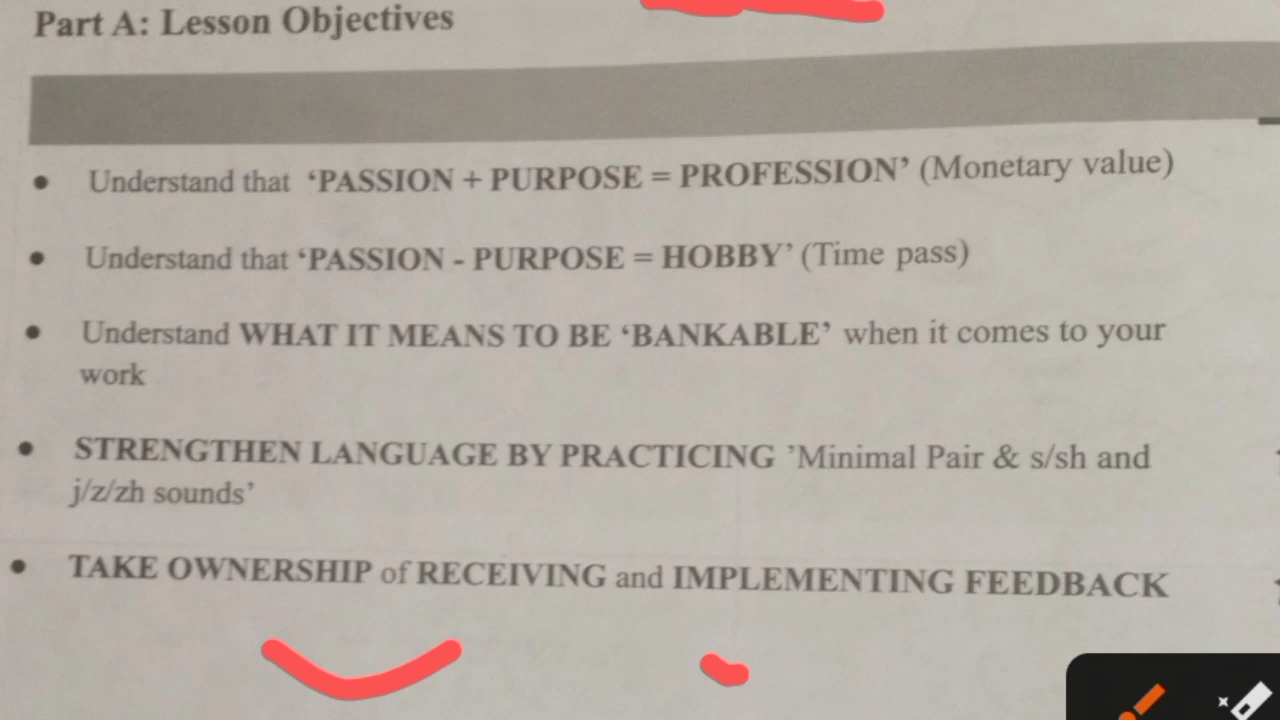 Part A: Lesson Objectives
• Understand that ‘PASSION + PURPOSE = PROFESSION’ (Monetary value)
• Understand that ‘PASSION - PURPOSE = HOBBY’ (Time pass)
• Understand WHAT IT MEANS TO BE ‘BANKABLE’ when it comes to your
work
• STRENGTHEN LANGUAGE BY PRACTICING ’Minimal Pair & s/sh and
j/z/zh sounds’
• TAKE OWNERSHIP of RECEIVING and IMPLEMENTING FEEDBACK